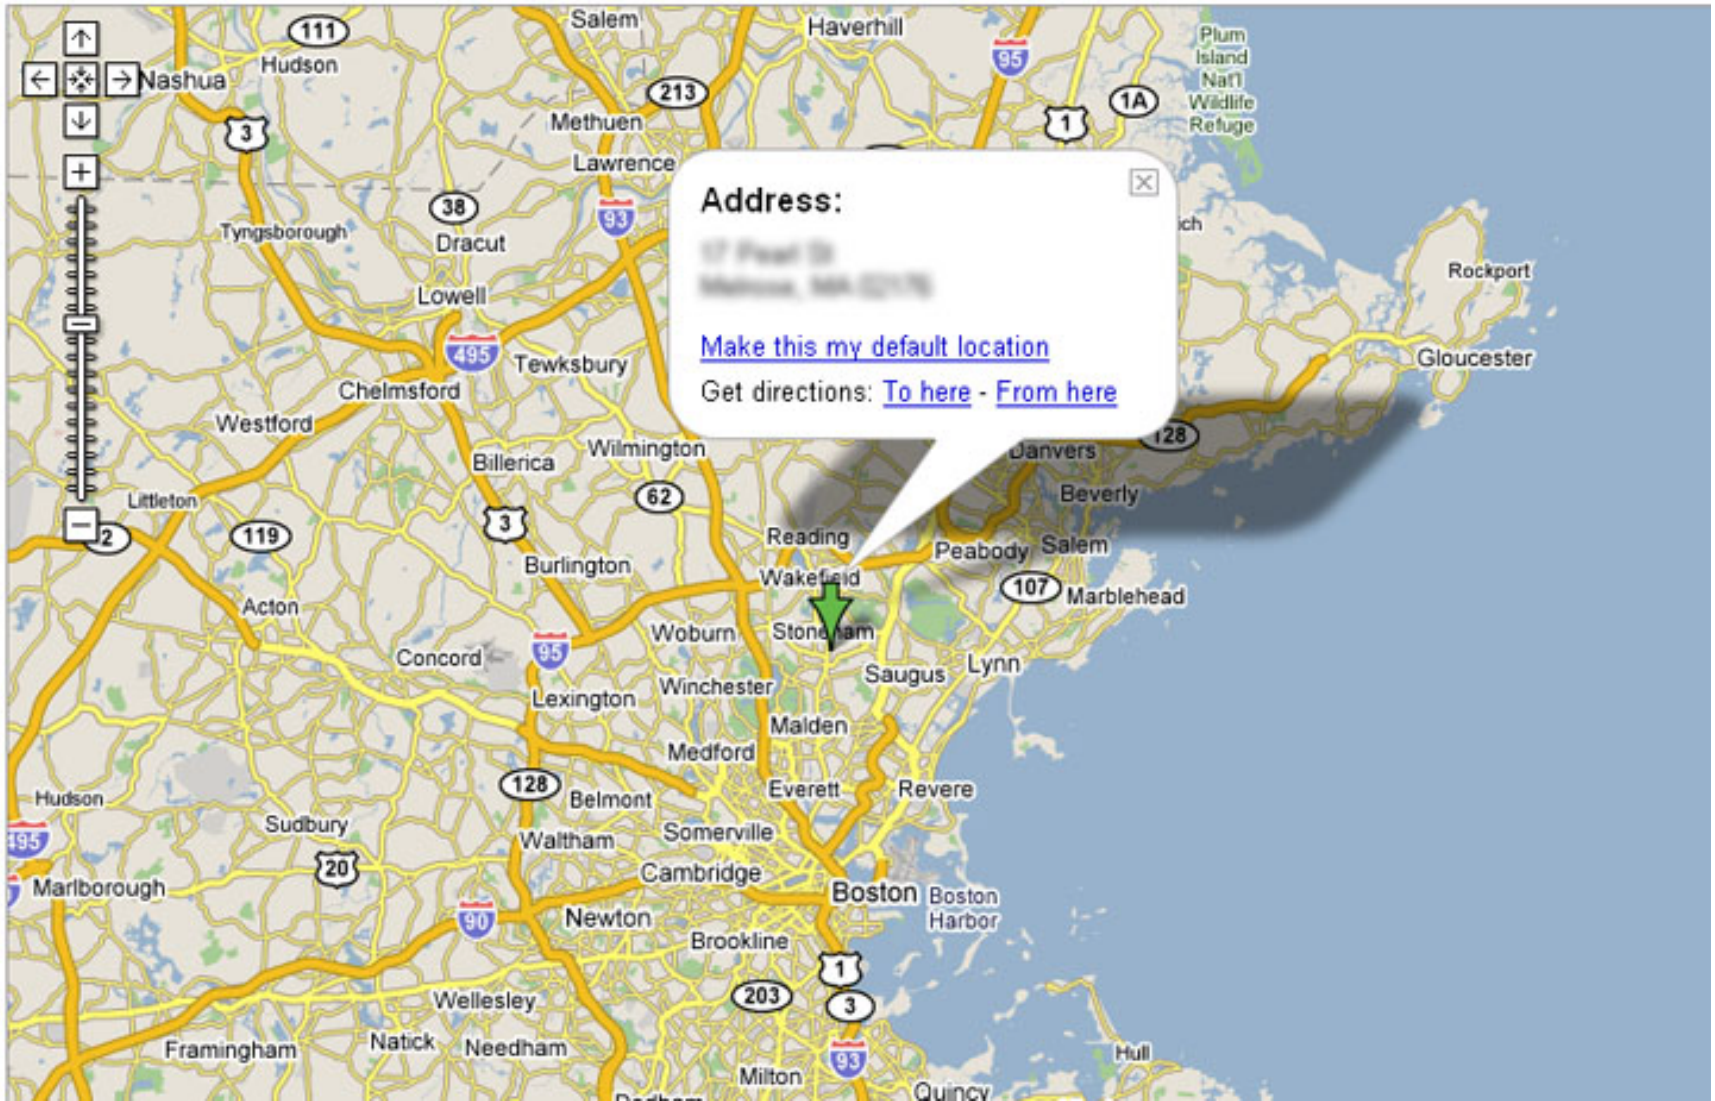 Salem
Haverhill
111
Hudson
95
Plum
Island
Nat'l
Wildlife
Refuge
Nashua
213
1A
3
Methuen
1
Lawrence
38
93
Address:
ich
Tyngsborough
Dracut
Rockport
Lowell
Make this my default location
495
Tewksbury
Gloucester
Chelmsford
Get directions: To here - From here
Westford
128
Wilmington
Danvers
Billerica
Beverly
Littleton
62
3
2
119
Reading
Peabody
Salem
Burlington
Wakefield
107
Marblehead
Acton
Woburn
Stoneham
95
Concord
Lynn
Saugus
Lexington
Winchester
Malden
Medford
128
Everett
Revere
Hudson
Belmont
Sudbury
Somerville
495
Waltham
20
Cambridge
Marlborough
Boston
Boston
Harbor
90
Newton
Brookline
1
Wellesley
203
3
Natick
Needham
Framingham
Hull
93
Milton
Quincy